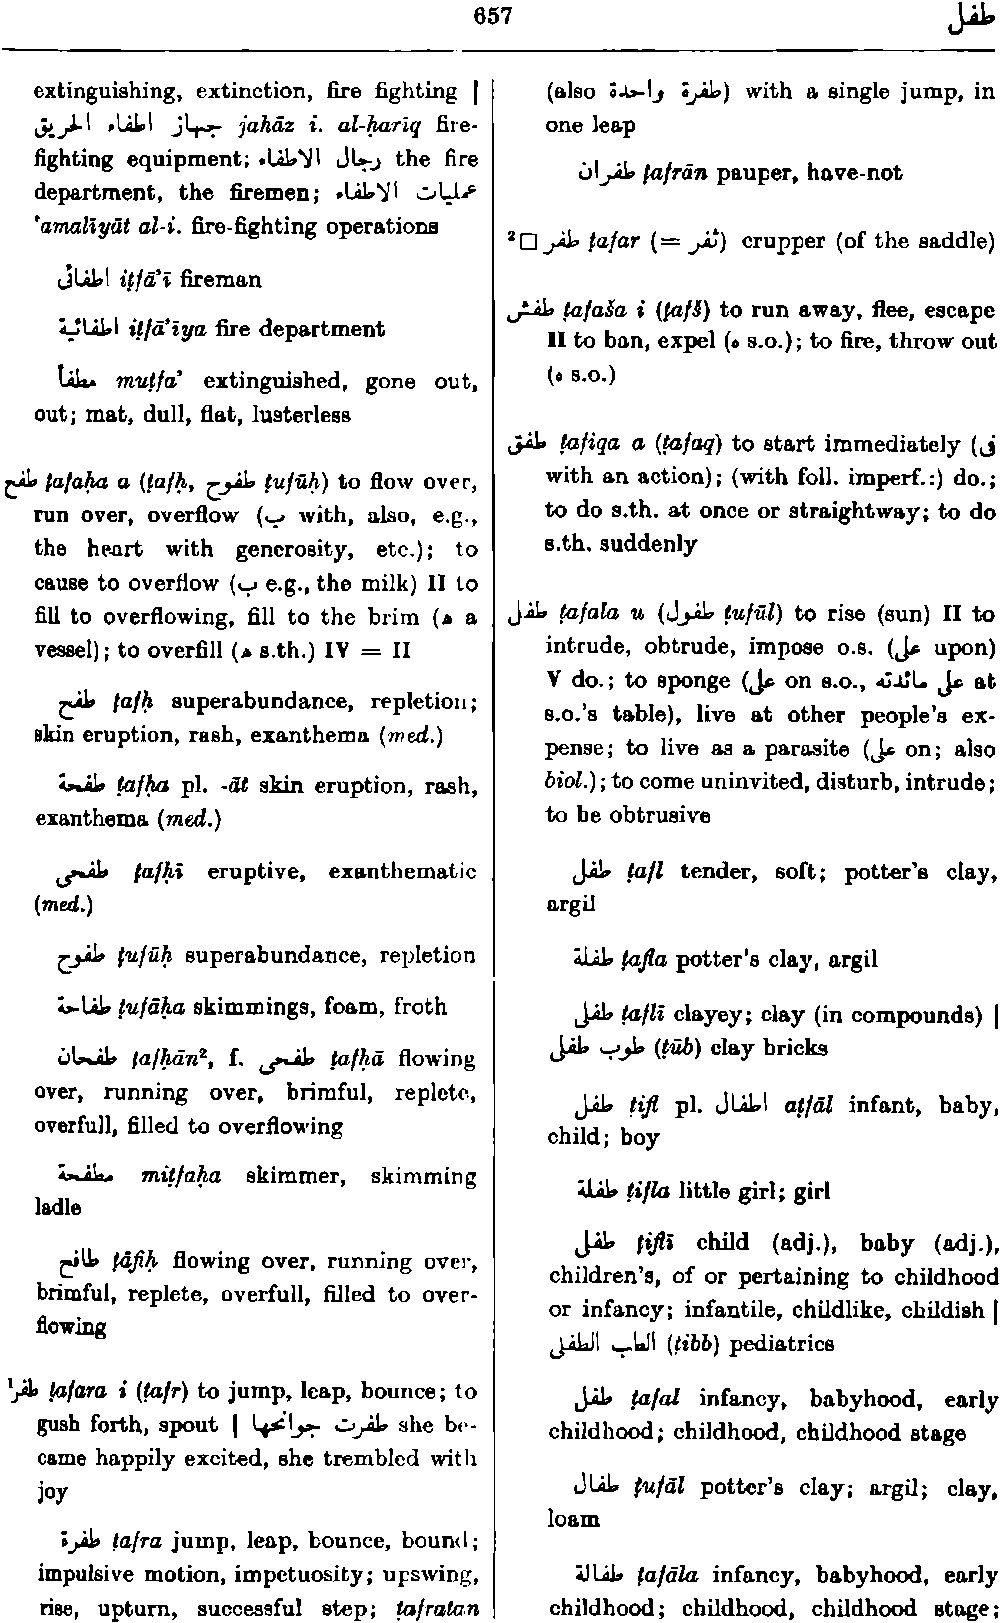 657
طفل
extinguishing, extinction, fire fighting |
جهاز اطفاء الحريق jahāz i. al-ḥariq fire-
fighting equipment; رجال الاطفاء the fire
department, the firemen; عمليات الاطفاء
‘amalīyāt al-i. fire-fighting operations
اطفائى iṭfā’ī fireman
اطفائية iṭfā’īya fire department
مطفأ muṭfa’ extinguished, gone out,
out; mat, dull, flat, lusterless
طفح ṭafaḥa a (ṭafḥ, طفوح ṭufūḥ) to flow over,
run over, overflow (ب with, also, e.g.,
the heart with generosity, etc.); to
cause to overflow (ب e.g., the milk) II to
fill to overflowing, fill to the brim (ه a
vessel); to overfill (ه s.th.) IV = II
طفح ṭafḥ superabundance, repletion;
skin eruption, rash, exanthema (med.)
طفحة ṭafḥa pl. -āt skin eruption, rash,
exanthema (med.)
طفحى ṭafḥī eruptive, exanthematic
(med.)
طفوح ṭufūḥ superabundance, repletion
طفاحة ṭufāḥa skimmings, foam, froth
طفحان ṭafḥān², f. طفحى ṭafḥā flowing
over, running over, brimful, replete,
overfull, filled to overflowing
مطفحة miṭfaḥa skimmer, skimming
ladle
طافح ṭāfiḥ flowing over, running over,
brimful, replete, overfull, filled to over-
flowing
¹طفر ṭafara i (ṭafr) to jump, leap, bounce; to
gush forth, spout | طفرت جوانحها she be-
came happily excited, she trembled with
joy
طفرة ṭafra jump, leap, bounce, bound;
impulsive motion, impetuosity; upswing,
rise, upturn, successful step; ṭafratan
(also طفرة واحدة) with a single jump, in
one leap
طفران ṭafrān pauper, have-not
²□ طفر ṭafar (= ثفر) crupper (of the saddle)
طفش ṭafaša i (ṭafš) to run away, flee, escape
II to ban, expel (ه s.o.); to fire, throw out
(ه s.o.)
طفق ṭafiqa a (ṭafaq) to start immediately (فى
with an action); (with foll. imperf.:) do.;
to do s.th. at once or straightway; to do
s.th. suddenly
طفل ṭafala u (طفول ṭufūl) to rise (sun) II to
intrude, obtrude, impose o.s. (على upon)
V do.; to sponge (على on s.o., على مائدته at
s.o.’s table), live at other people’s ex-
pense; to live as a parasite (على on; also
biol.); to come uninvited, disturb, intrude;
to be obtrusive
طفل ṭafl tender, soft; potter’s clay,
argil
طفلة ṭafla potter’s clay, argil
طفلى ṭaflī clayey; clay (in compounds) |
طوب طفلى (ṭūb) clay bricks
طفل ṭifl pl. اطفال aṭfāl infant, baby,
child; boy
طفلة ṭifla little girl; girl
طفلى ṭiflī child (adj.), baby (adj.),
children’s, of or pertaining to childhood
or infancy; infantile, childlike, childish |
الطب الطفلى (ṭibb) pediatrics
طفل ṭafal infancy, babyhood, early
childhood; childhood, childhood stage
طفال ṭufāl potter’s clay; argil; clay,
loam
طفالة ṭafāla infancy, babyhood, early
childhood; childhood, childhood stage;